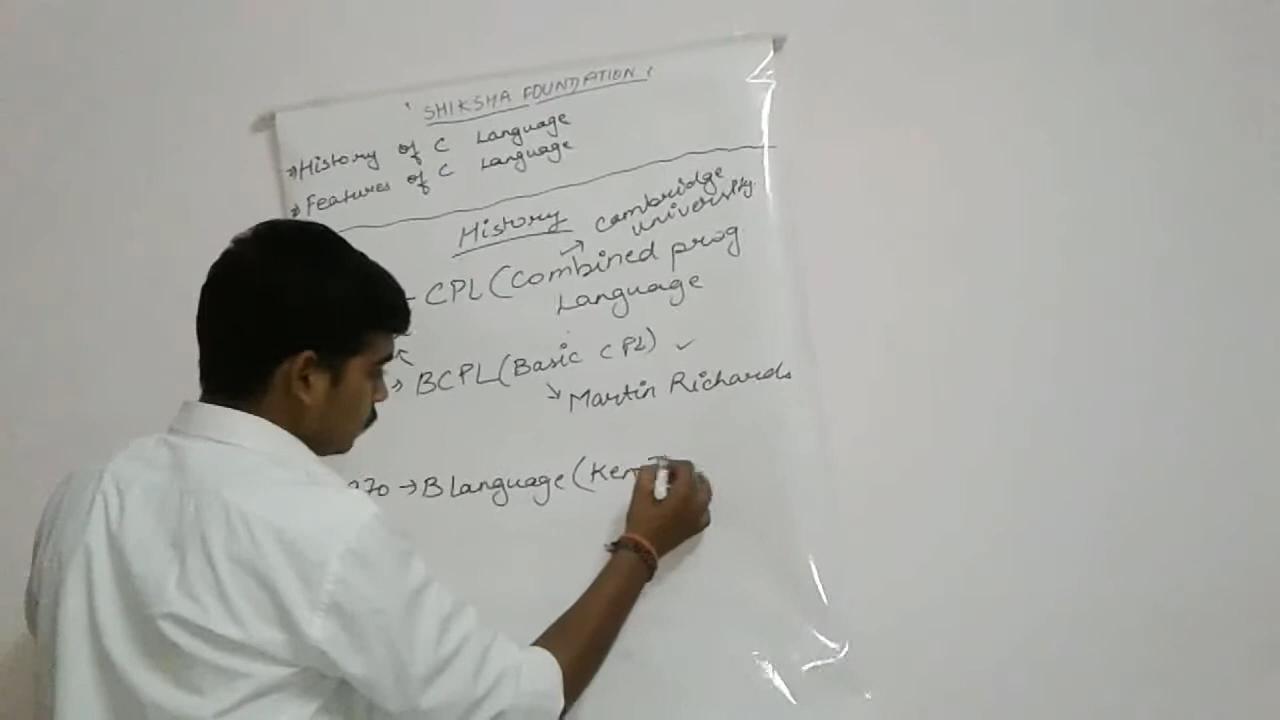 ' SHIKSHA FOUNDATION '
→History of C Language
→Features of C Language
History
→ Cambridge
University
- CPL (Combined prog
Language
→ BCPL (Basic CPL) ✓
↘ Martin Richards
970 → B Language (Ken T